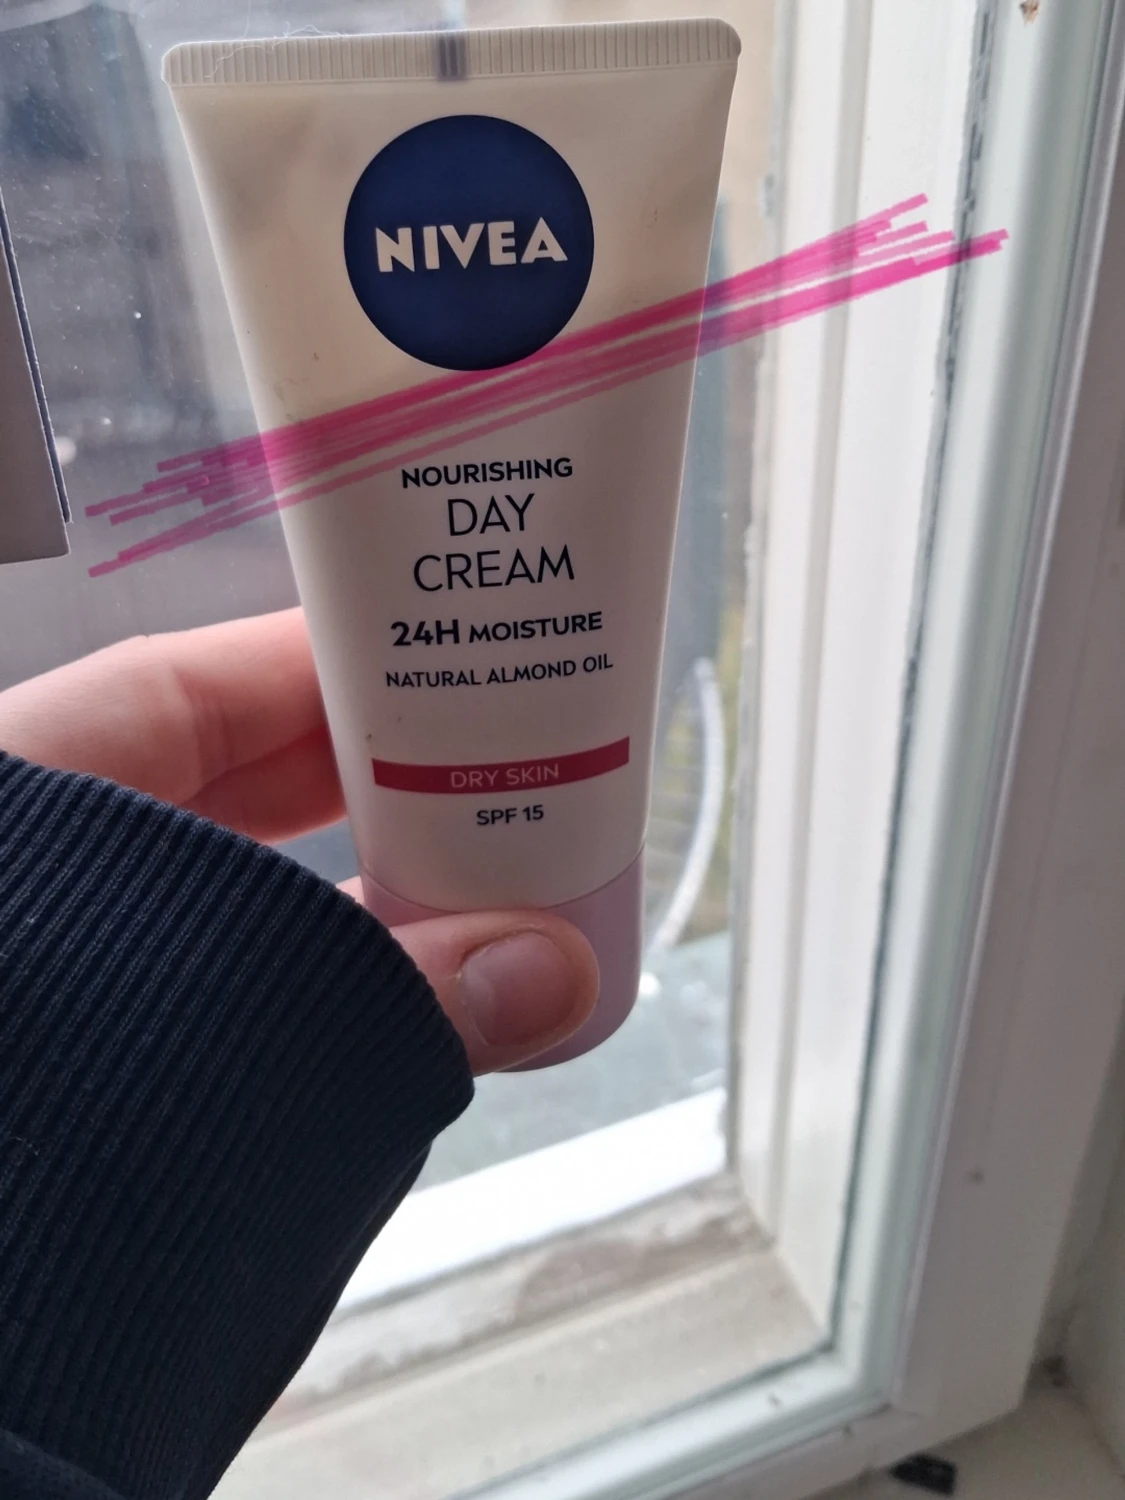 NIVEA
NOURISHING
DAY
CREAM
24H MOISTURE
NATURAL ALMOND OIL
DRY SKIN
SPF 15